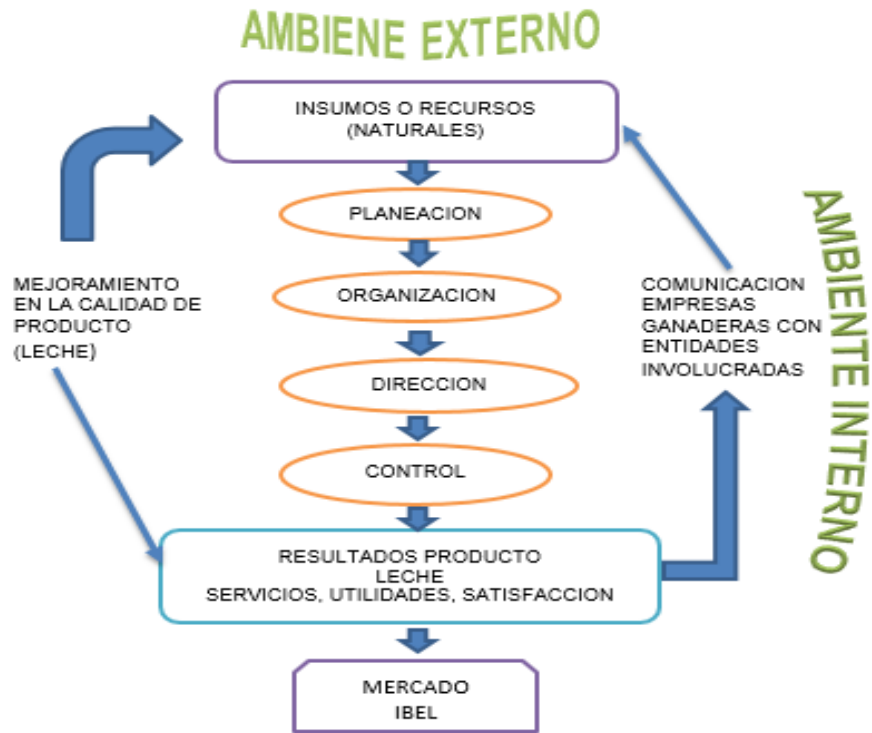 AMBIENE EXTERNO
INSUMOS O RECURSOS
(NATURALES)
PLANEACION
ORGANIZACION
DIRECCION
CONTROL
MEJORAMIENTO
EN LA CALIDAD DE
PRODUCTO
(LECHE)
COMUNICACION
EMPRESAS
GANADERAS CON
ENTIDADES
INVOLUCRADAS
AMBIENTE INTERNO
RESULTADOS PRODUCTO
LECHE
SERVICIOS, UTILIDADES, SATISFACCION
MERCADO
IBEL